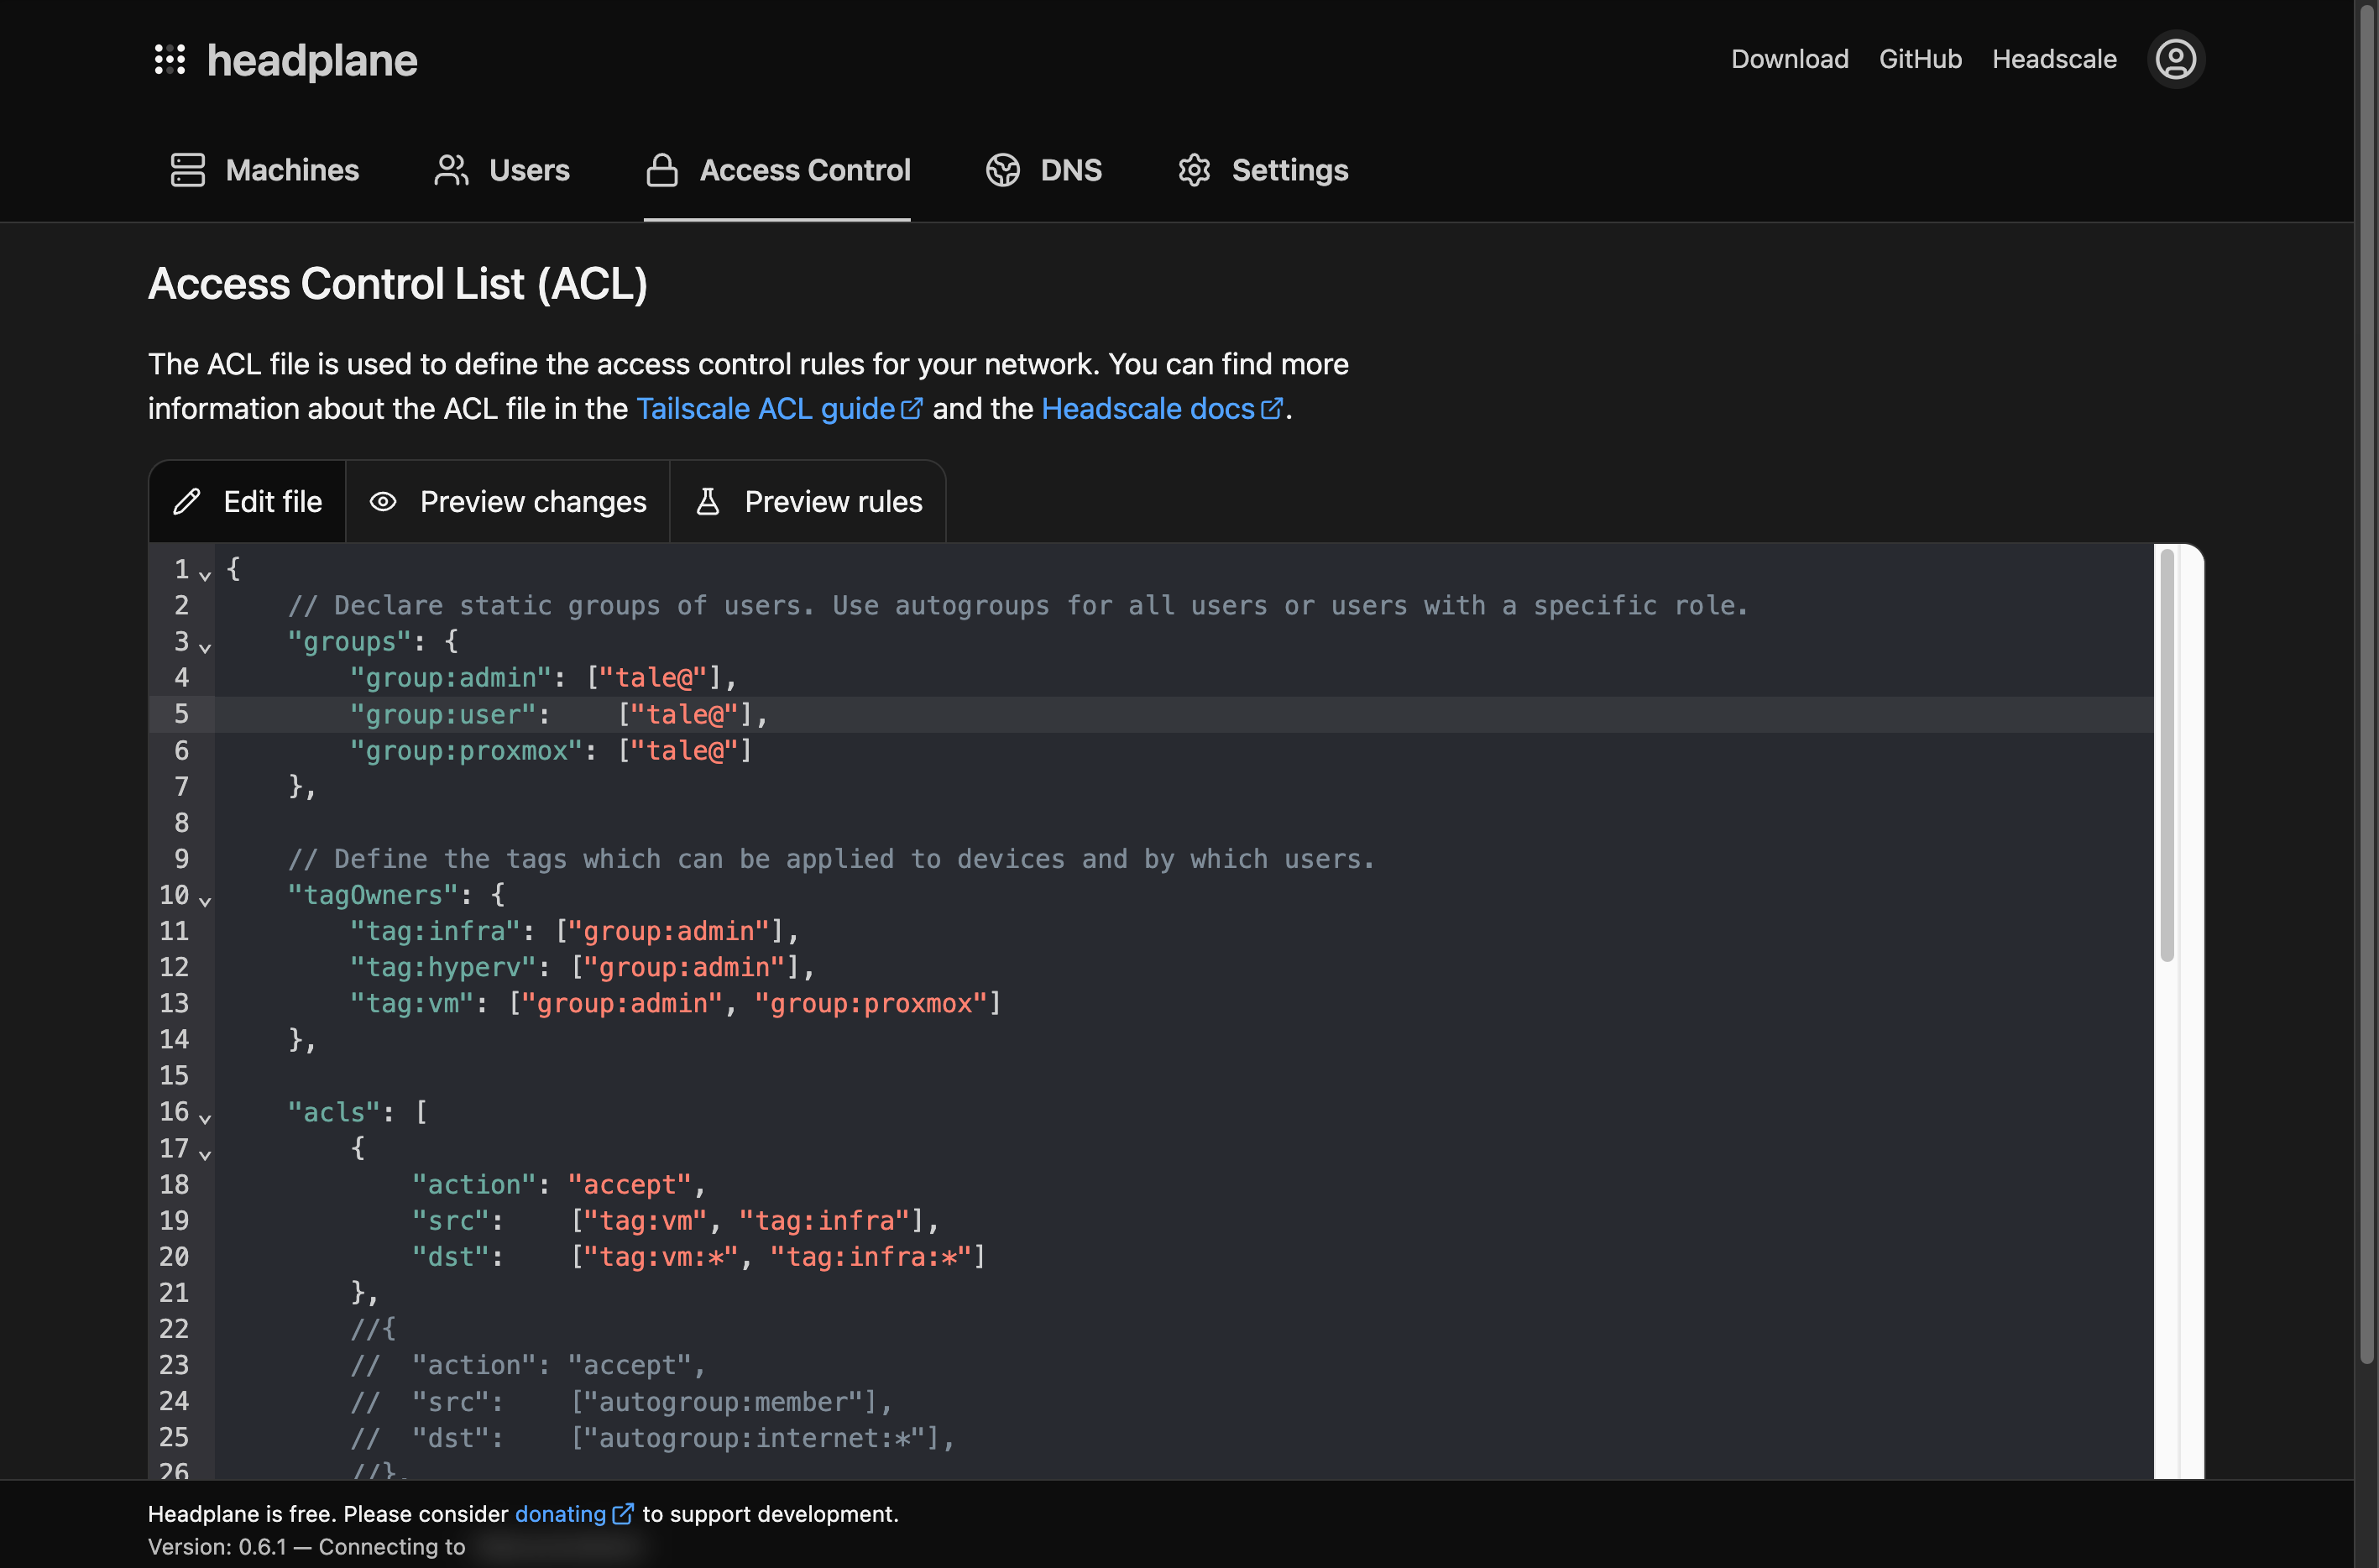 headplane
Download GitHub Headscale
Machines Users Access Control DNS Settings
Access Control List (ACL)
The ACL file is used to define the access control rules for your network. You can find more
information about the ACL file in the Tailscale ACL guide and the Headscale docs.
Edit file Preview changes Preview rules
1 {
2     // Declare static groups of users. Use autogroups for all users or users with a specific role.
3     "groups": {
4         "group:admin": ["tale@"],
5         "group:user":    ["tale@"],
6         "group:proxmox": ["tale@"]
7     },
8
9     // Define the tags which can be applied to devices and by which users.
10     "tagOwners": {
11         "tag:infra": ["group:admin"],
12         "tag:hyperv": ["group:admin"],
13         "tag:vm": ["group:admin", "group:proxmox"]
14     },
15
16     "acls": [
17         {
18             "action": "accept",
19             "src":    ["tag:vm", "tag:infra"],
20             "dst":    ["tag:vm:*", "tag:infra:*"]
21         },
22         //{
23         //  "action": "accept",
24         //  "src":    ["autogroup:member"],
25         //  "dst":    ["autogroup:internet:*"],
26         //},
Headplane is free. Please consider donating to support development.
Version: 0.6.1 — Connecting to